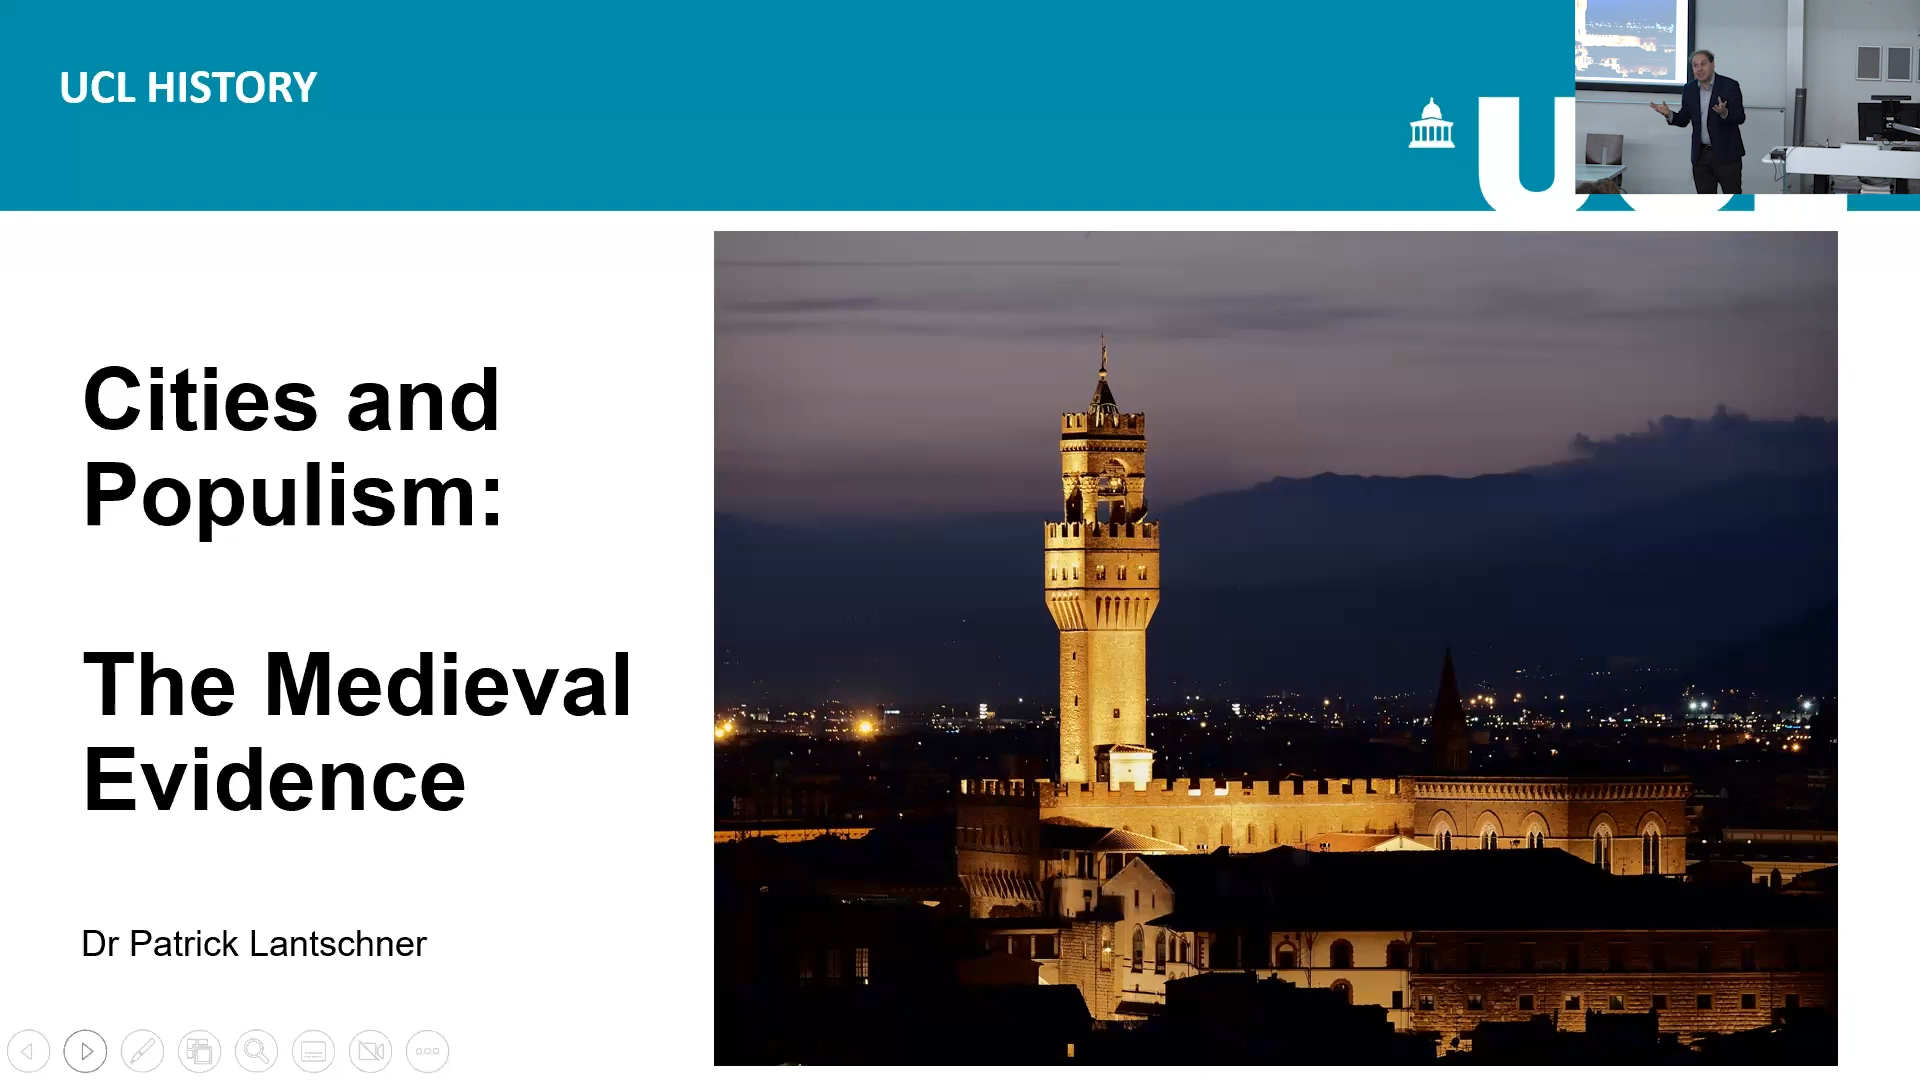 UCL HISTORY
Cities and
Populism:
The Medieval
Evidence
Dr Patrick Lantschner